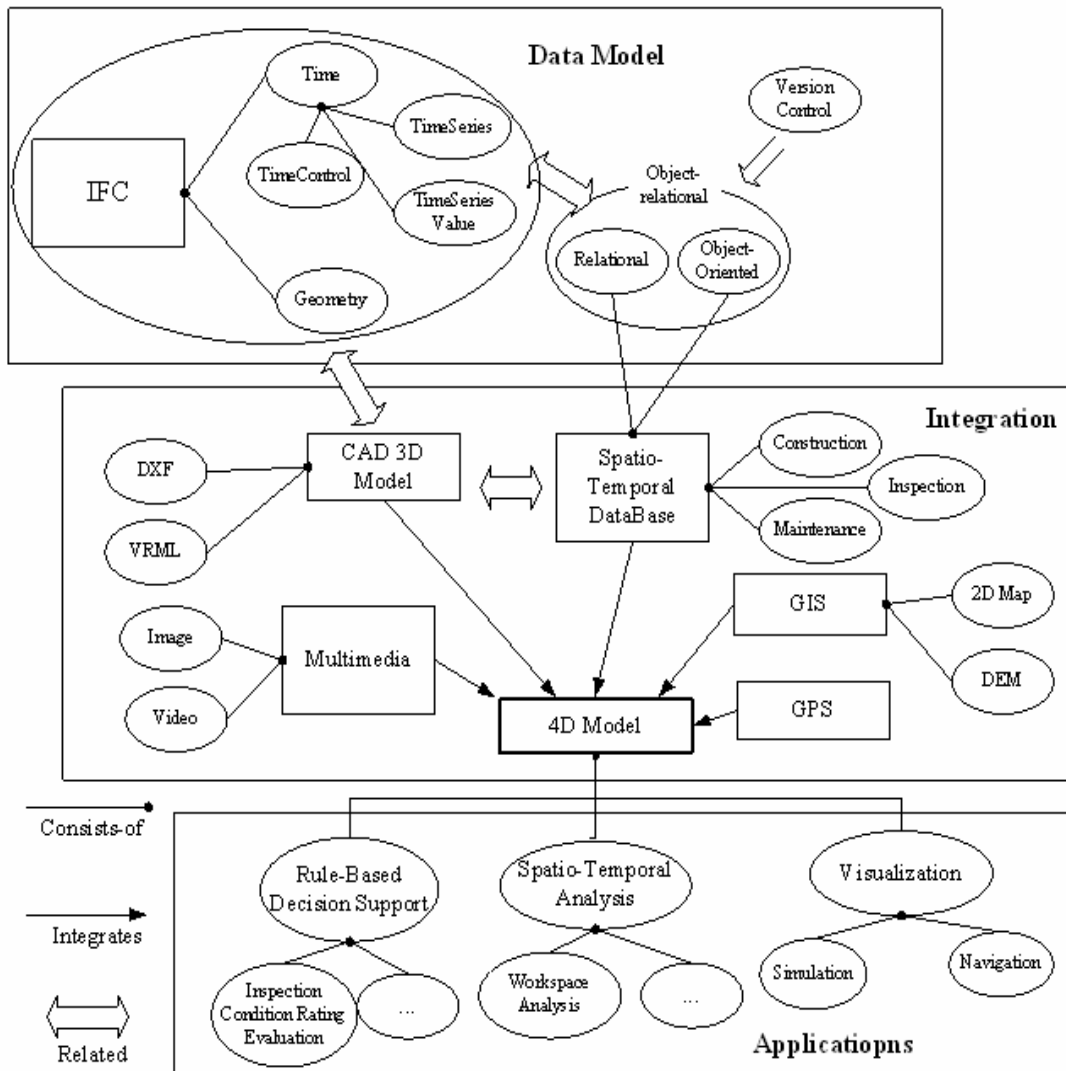 Data Model
Time
Version
Control
TimeSeries
TimeControl
IFC
TimeSeries
Value
Object-
relational
Relational
Object-
Oriented
Geometry
Integration
DXF
VRML
CAD 3D
Model
Spatio-
Temporal
DataBase
Construction
Inspection
Maintenance
Image
Video
Multimedia
GIS
2D Map
DEM
4D Model
GPS
Consists-of
Integrates
Related
Rule-Based
Decision Support
Spatio-Temporal
Analysis
Visualization
Inspection
Condition Rating
Evaluation
...
Workspace
Analysis
...
Simulation
Navigation
Applicatiopns